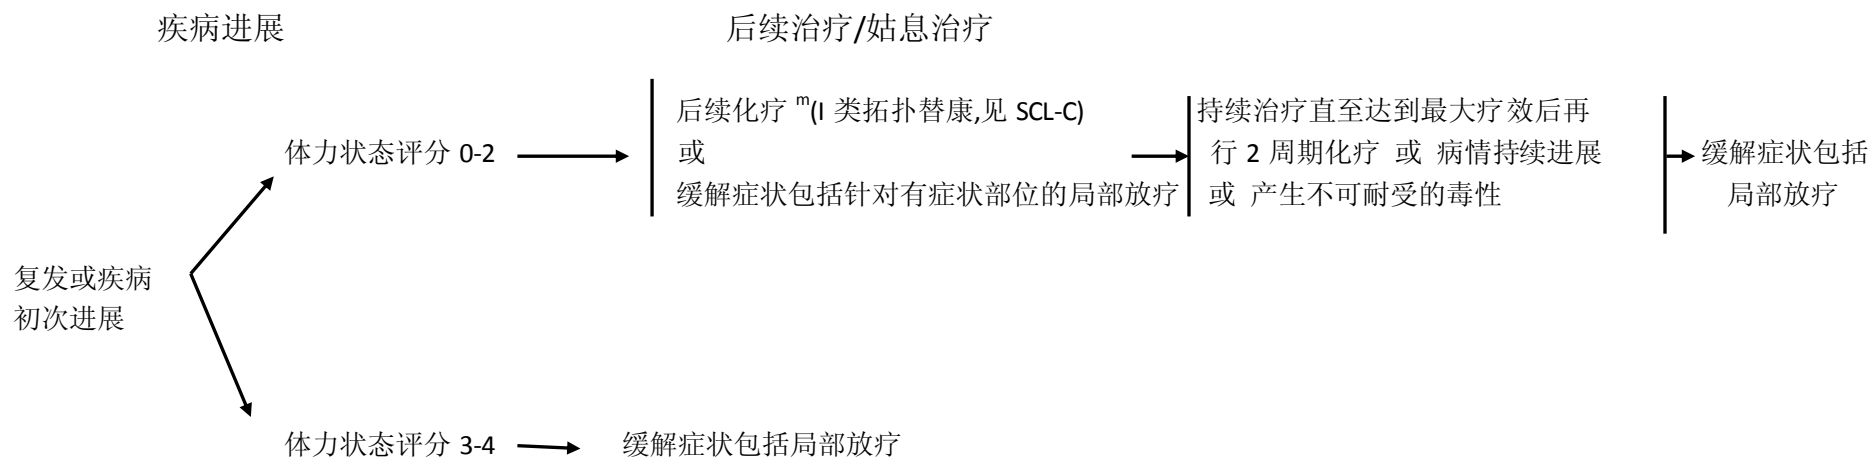 疾病进展
后续治疗/姑息治疗
体力状态评分 0-2
后续化疗 m(I 类拓扑替康,见 SCL-C)
或
缓解症状包括针对有症状部位的局部放疗
持续治疗直至达到最大疗效后再
行 2 周期化疗 或 病情持续进展
或 产生不可耐受的毒性
缓解症状包括
局部放疗
复发或疾病
初次进展
体力状态评分 3-4
缓解症状包括局部放疗